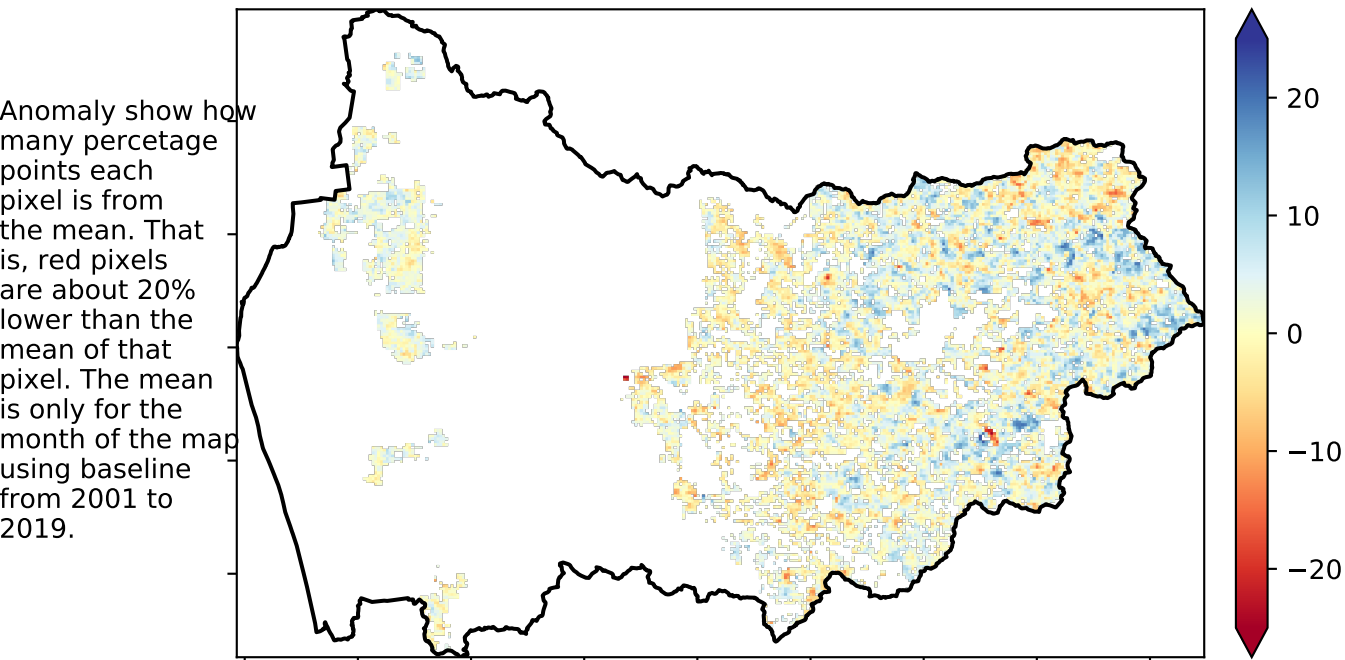 Anomaly show how
many percetage
points each
pixel is from
the mean. That
is, red pixels
are about 20%
lower than the
mean of that
pixel. The mean
is only for the
month of the map
using baseline
from 2001 to
2019.
20
10
0
−10
−20